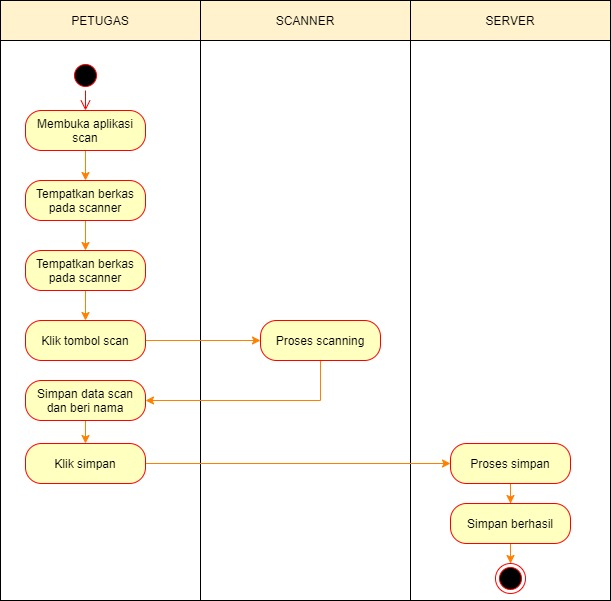 PETUGAS
SCANNER
SERVER
Membuka aplikasi
scan
Tempatkan berkas
pada scanner
Tempatkan berkas
pada scanner
Klik tombol scan
Proses scanning
Simpan data scan
dan beri nama
Klik simpan
Proses simpan
Simpan berhasil